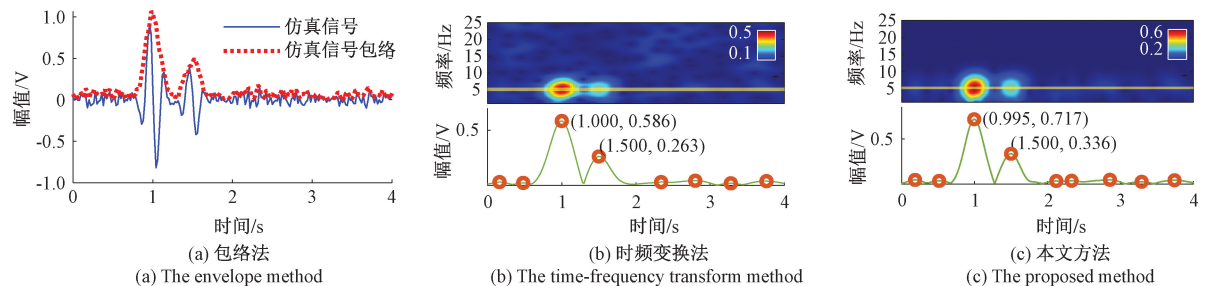 1.0
0.5
0
-0.5
-1.0
幅值/V
仿真信号
仿真信号包络
0
1
2
3
4
时间/s
(a) 包络法
(a) The envelope method
25
20
15
10
5
频率/Hz
0.5
0.1
0.5
幅值/V
(1.000, 0.586)
(1.500, 0.263)
0
1
2
3
4
时间/s
(b) 时频变换法
(b) The time-frequency transform method
25
20
15
10
5
频率/Hz
0.6
0.2
0.5
幅值/V
(0.995, 0.717)
(1.500, 0.336)
0
1
2
3
4
时间/s
(c) 本文方法
(c) The proposed method